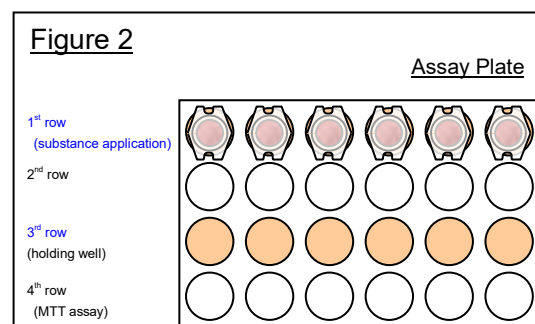 Figure 2
Assay Plate
1st row
(substance application)
2nd row
3rd row
(holding well)
4th row
(MTT assay)